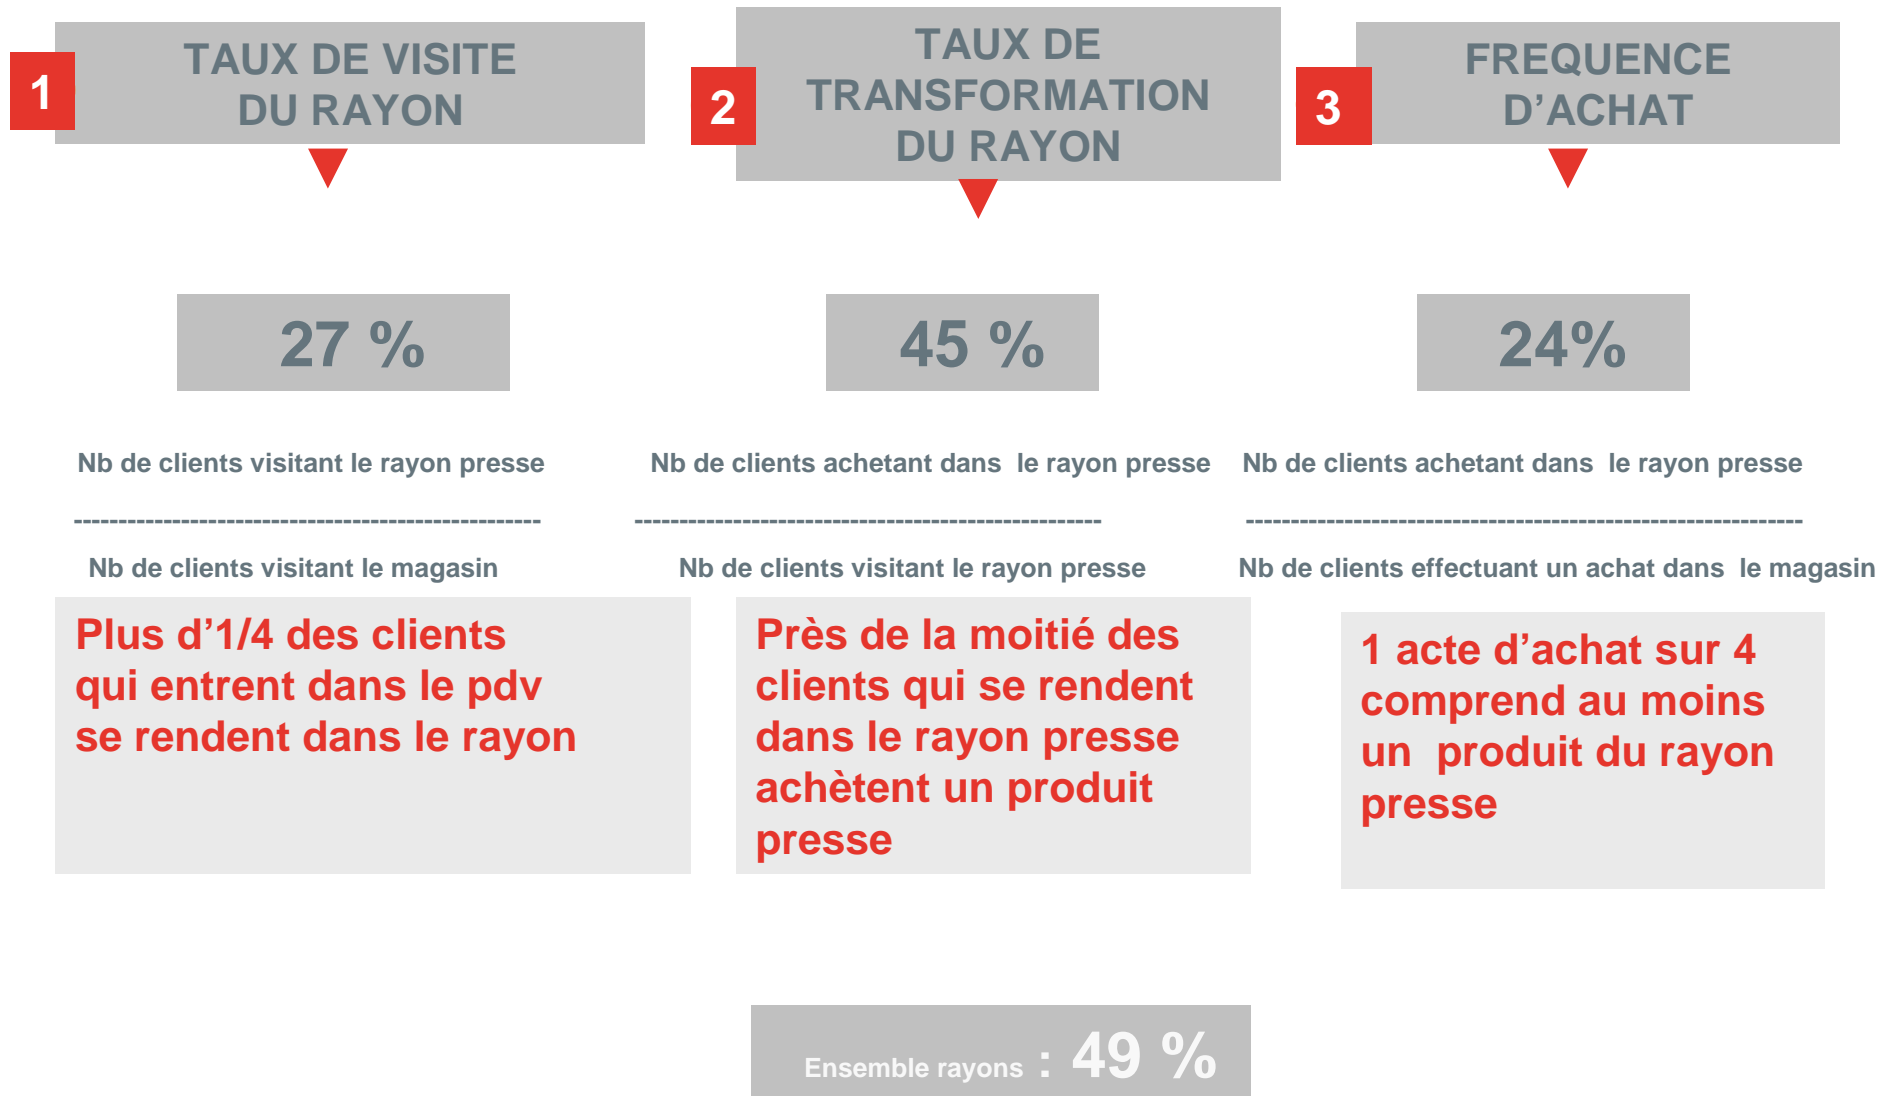 1
TAUX DE VISITE
DU RAYON
27 %
Nb de clients visitant le rayon presse
----------------------------------------------------
Nb de clients visitant le magasin
Plus d’1/4 des clients
qui entrent dans le pdv
se rendent dans le rayon
2
TAUX DE
TRANSFORMATION
DU RAYON
45 %
Nb de clients achetant dans  le rayon presse
----------------------------------------------------
Nb de clients visitant le rayon presse
Près de la moitié des
clients qui se rendent
dans le rayon presse
achètent un produit
presse
3
FREQUENCE
D’ACHAT
24%
Nb de clients achetant dans  le rayon presse
--------------------------------------------------------------
Nb de clients effectuant un achat dans  le magasin
1 acte d’achat sur 4
comprend au moins
un  produit du rayon
presse
Ensemble rayons : 49 %